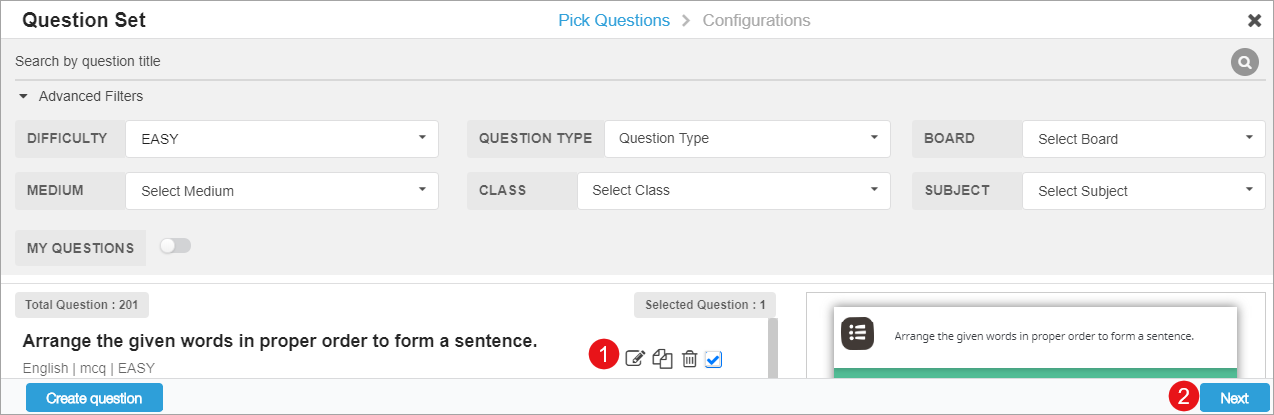 Question Set Pick Questions > Configurations
Search by question title
Advanced Filters
DIFFICULTY EASY QUESTION TYPE Question Type BOARD Select Board
MEDIUM Select Medium CLASS Select Class SUBJECT Select Subject
MY QUESTIONS
Total Question : 201 Selected Question : 1
Arrange the given words in proper order to form a sentence.
English | mcq | EASY
1
Arrange the given words in proper order to form a sentence.
Create question 2 Next